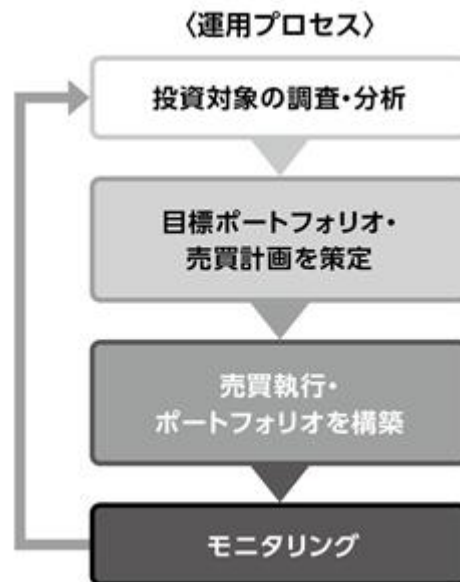 〈運用プロセス〉
投資対象の調査・分析
目標ポートフォリオ・
売買計画を策定
売買執行・
ポートフォリオを構築
モニタリング